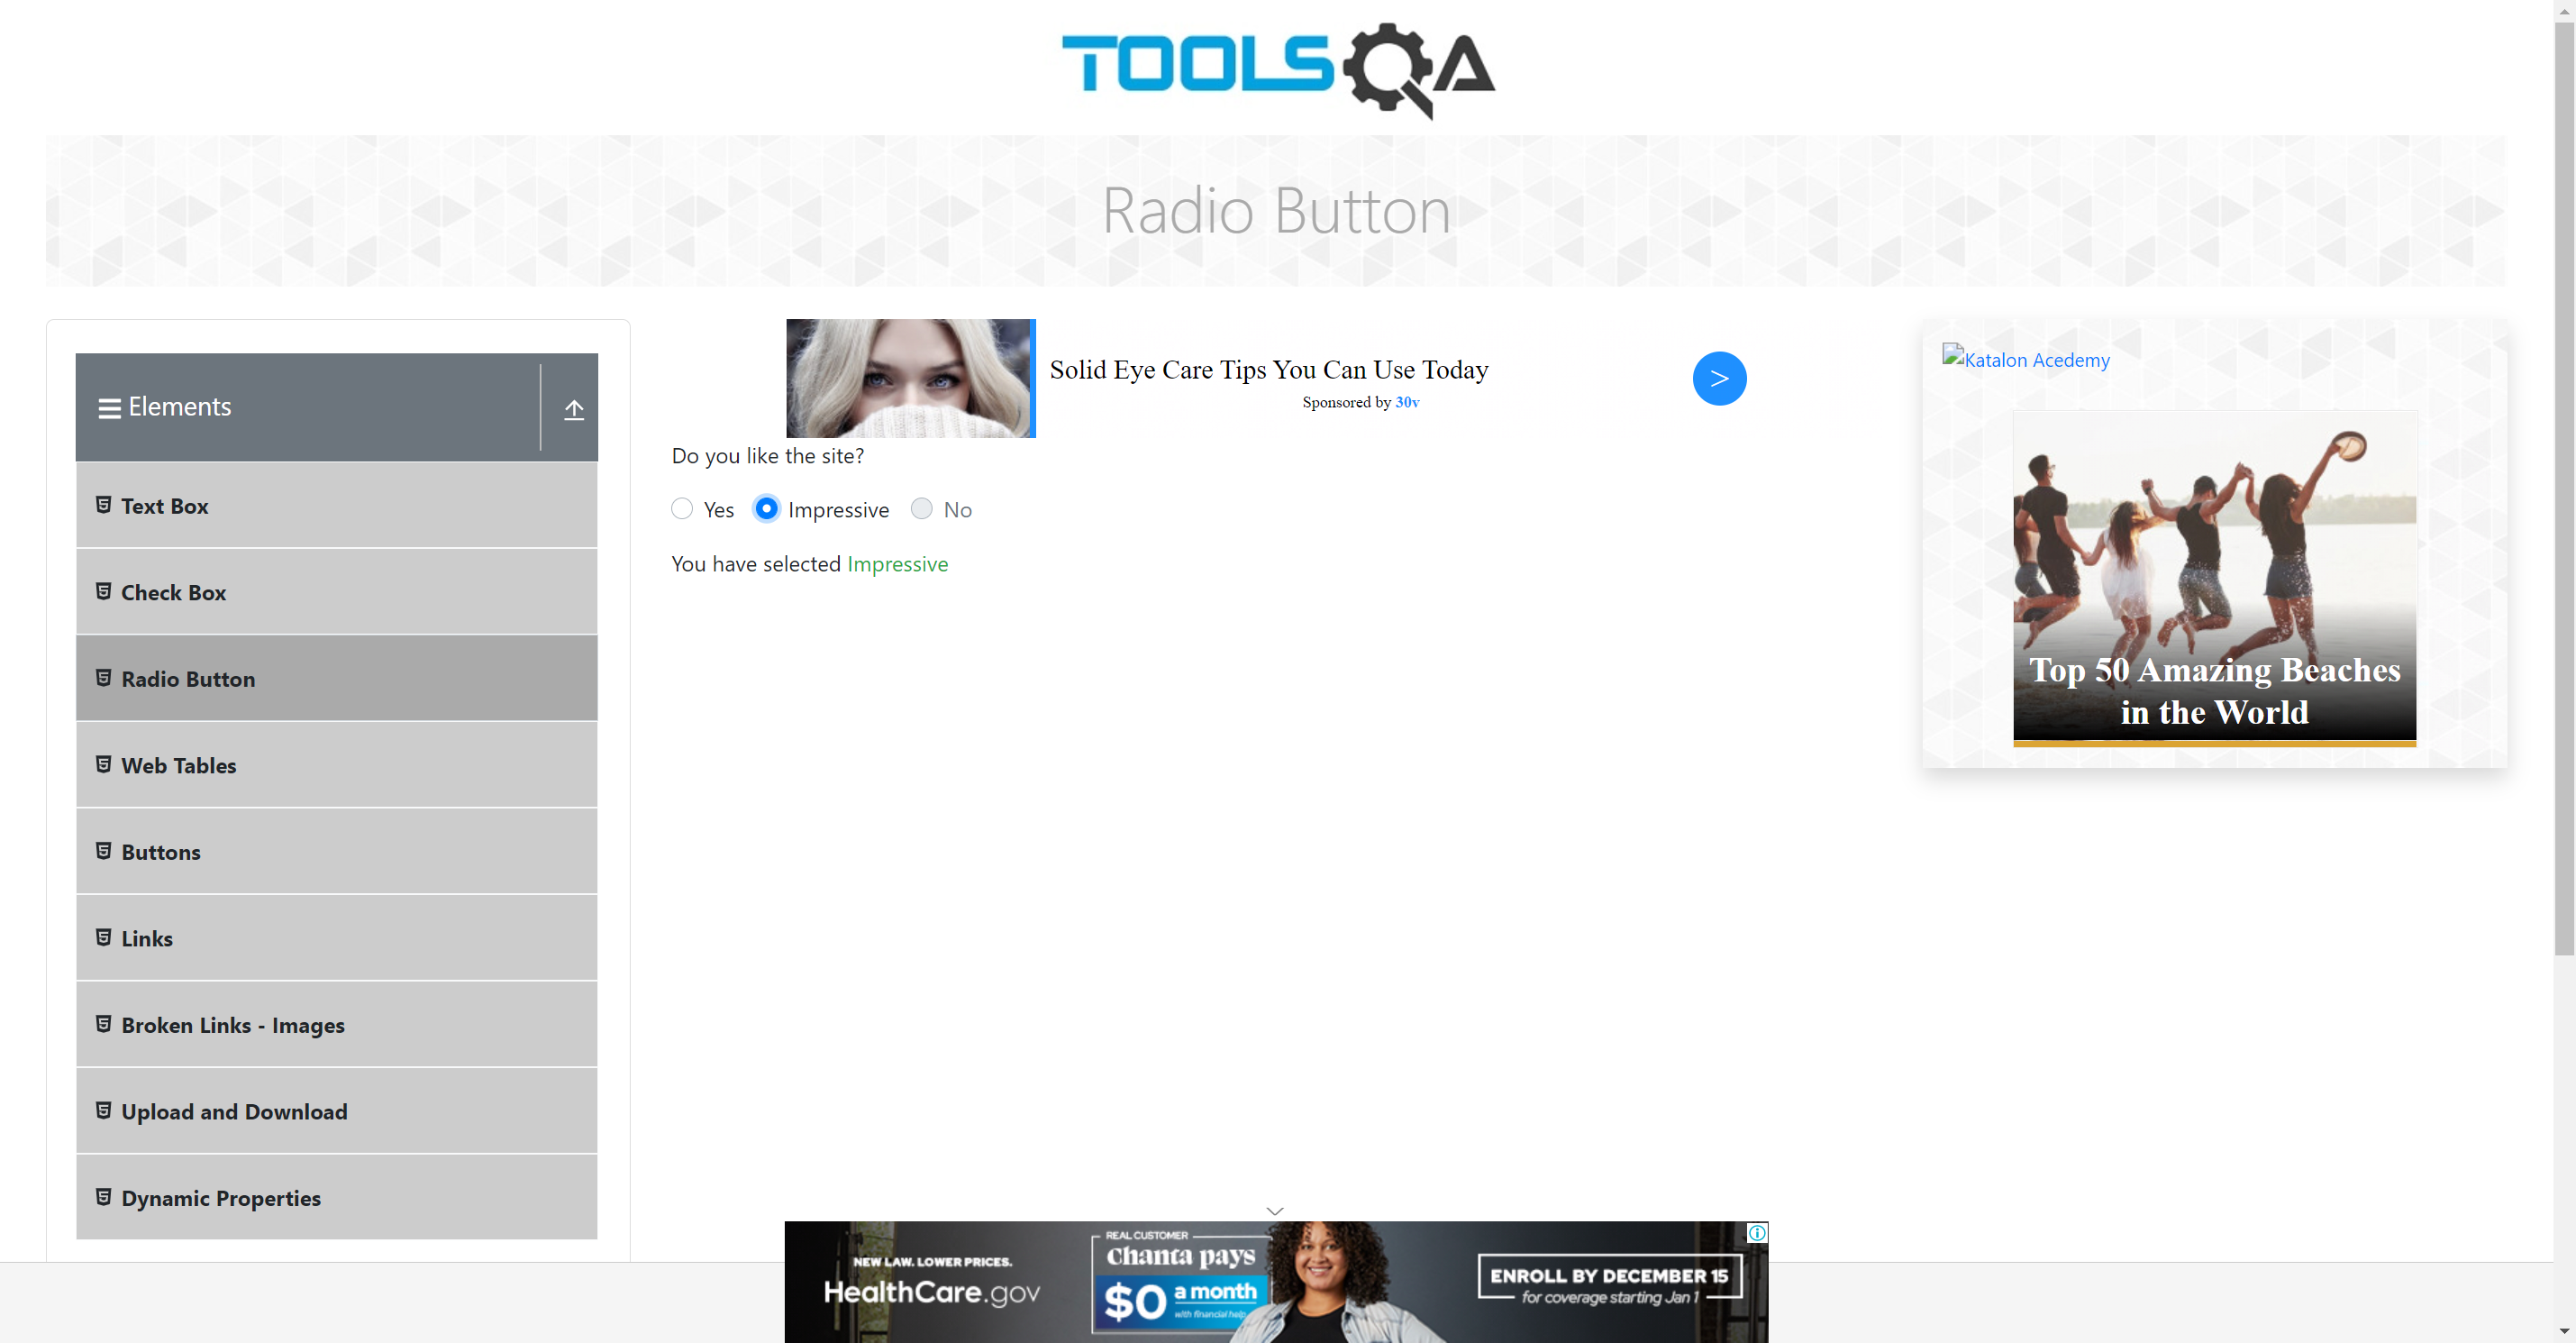 TOOLSQA
Radio Button
Elements
Text Box
Check Box
Radio Button
Web Tables
Buttons
Links
Broken Links - Images
Upload and Download
Dynamic Properties
Solid Eye Care Tips You Can Use Today
Sponsored by 30v
>
Do you like the site?
Yes Impressive No
You have selected Impressive
Katalon Acedemy
Top 50 Amazing Beaches
in the World
NEW LAW. LOWER PRICES.
HealthCare.gov
REAL CUSTOMER
Chanta pays
$0 a month
with financial help
ENROLL BY DECEMBER 15
for coverage starting Jan 1